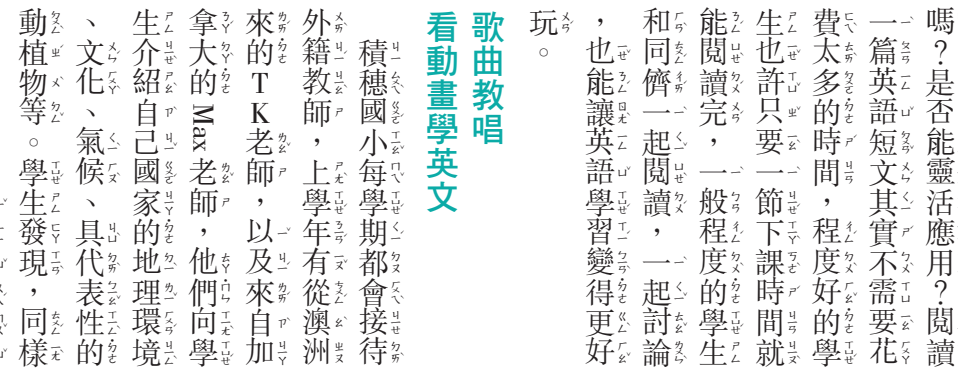 嗎？是否能靈活應用？閱讀
一篇英語短文其實不需要花
費太多的時間，程度好的學
生也許只要一節下課時間就
能閱讀完，一般程度的學生
和同儕一起閱讀，一起討論
，也能讓英語學習變得更好
玩。
歌曲教唱
看動畫學英文
積穗國小每學期都會接待
外籍教師，上學年有從澳洲
來的TK老師，以及來自加
拿大的Max老師，他們向學
生介紹自己國家的地理環境
、文化、氣候、具代表性的
動植物等。學生發現，同樣